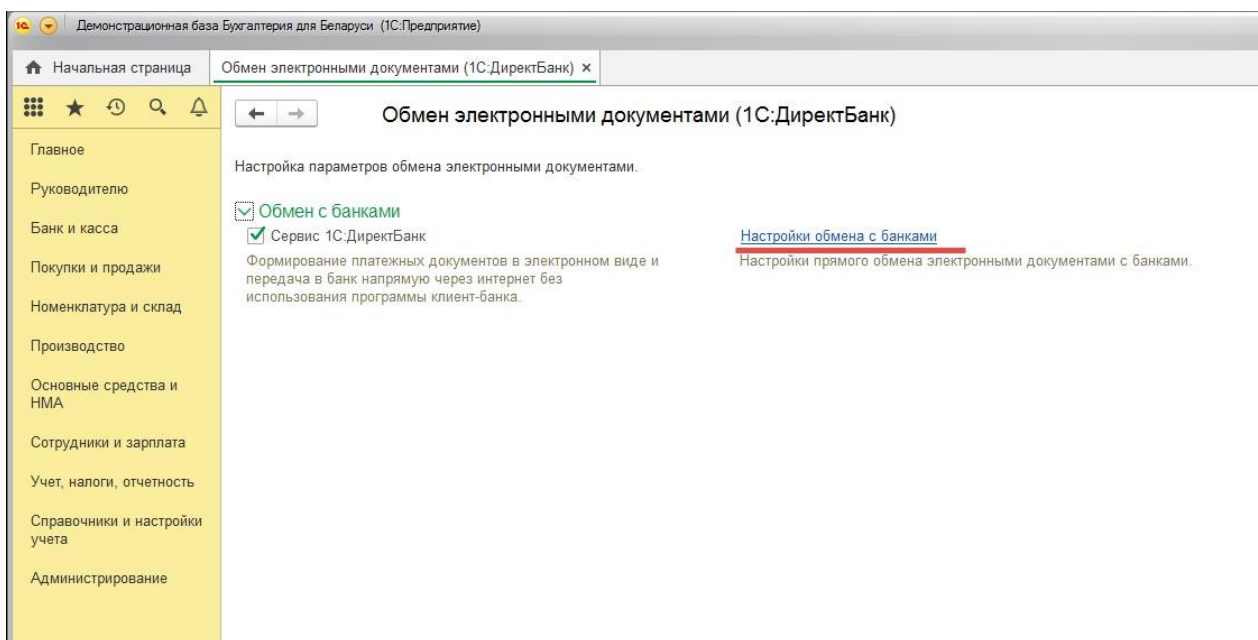 1С Демонстрационная база Бухгалтерия для Беларуси (1С:Предприятие)
Начальная страница
Обмен электронными документами (1С:ДиректБанк) ×
Обмен электронными документами (1С:ДиректБанк)
Главное
Руководителю
Банк и касса
Покупки и продажи
Номенклатура и склад
Производство
Основные средства и
НМА
Сотрудники и зарплата
Учет, налоги, отчетность
Справочники и настройки
учета
Администрирование
Настройка параметров обмена электронными документами.
Обмен с банками
Сервис 1С:ДиректБанк
Формирование платежных документов в электронном виде и
передача в банк напрямую через интернет без
использования программы клиент-банка.
Настройки обмена с банками
Настройки прямого обмена электронными документами с банками.